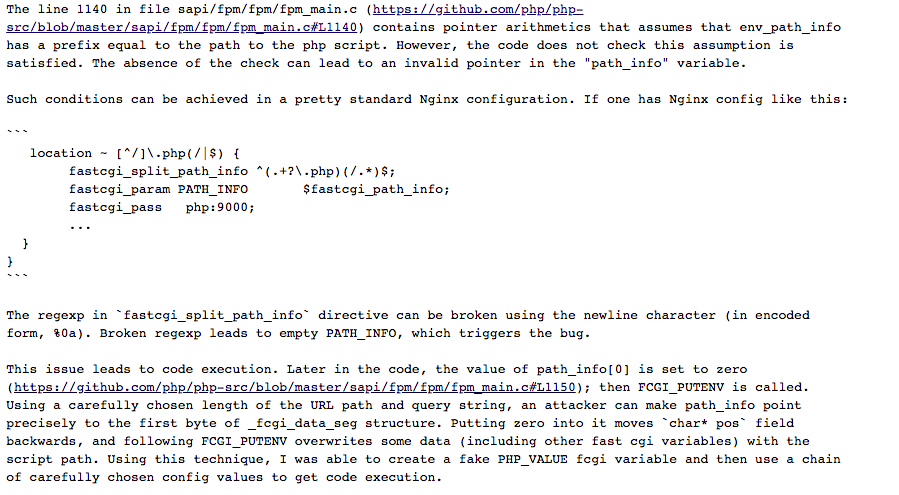 The line 1140 in file sapi/fpm/fpm/fpm_main.c (https://github.com/php/php-
src/blob/master/sapi/fpm/fpm/fpm_main.c#L1140) contains pointer arithmetics that assumes that env_path_info
has a prefix equal to the path to the php script. However, the code does not check this assumption is
satisfied. The absence of the check can lead to an invalid pointer in the "path_info" variable.

Such conditions can be achieved in a pretty standard Nginx configuration. If one has Nginx config like this:

```
   location ~ [^/]\.php(/|$) {
        fastcgi_split_path_info ^(.+?\.php)(/.*)$;
        fastcgi_param PATH_INFO       $fastcgi_path_info;
        fastcgi_pass   php:9000;
        ...
  }
}
```

The regexp in `fastcgi_split_path_info` directive can be broken using the newline character (in encoded
form, %0a). Broken regexp leads to empty PATH_INFO, which triggers the bug.

This issue leads to code execution. Later in the code, the value of path_info[0] is set to zero
(https://github.com/php/php-src/blob/master/sapi/fpm/fpm/fpm_main.c#L1150); then FCGI_PUTENV is called.
Using a carefully chosen length of the URL path and query string, an attacker can make path_info point
precisely to the first byte of _fcgi_data_seg structure. Putting zero into it moves `char* pos` field
backwards, and following FCGI_PUTENV overwrites some data (including other fast cgi variables) with the
script path. Using this technique, I was able to create a fake PHP_VALUE fcgi variable and then use a chain
of carefully chosen config values to get code execution.